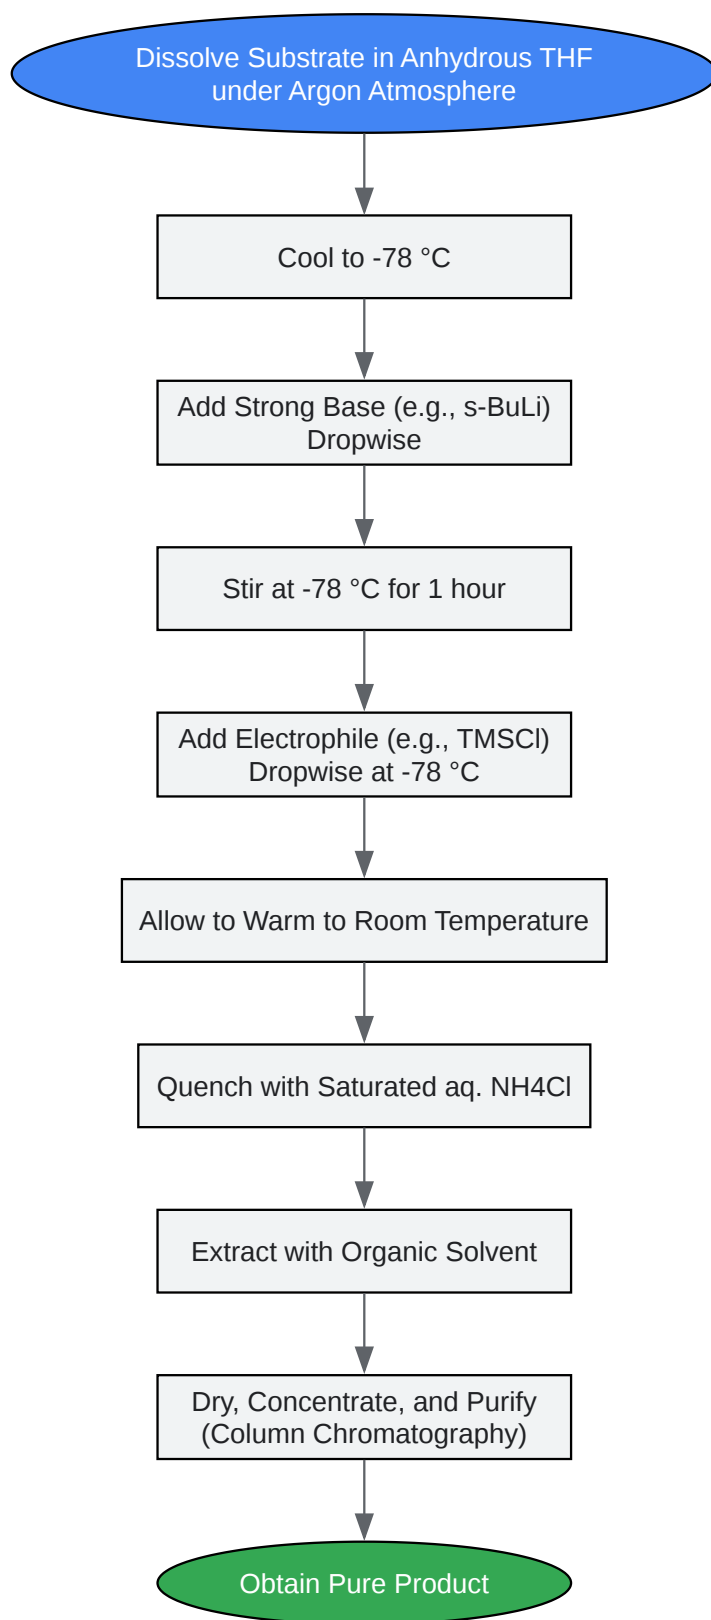 Dissolve Substrate in Anhydrous THF
under Argon Atmosphere
Cool to -78 °C
Add Strong Base (e.g., s-BuLi)
Dropwise
Stir at -78 °C for 1 hour
Add Electrophile (e.g., TMSCl)
Dropwise at -78 °C
Allow to Warm to Room Temperature
Quench with Saturated aq. NH4Cl
Extract with Organic Solvent
Dry, Concentrate, and Purify
(Column Chromatography)
Obtain Pure Product